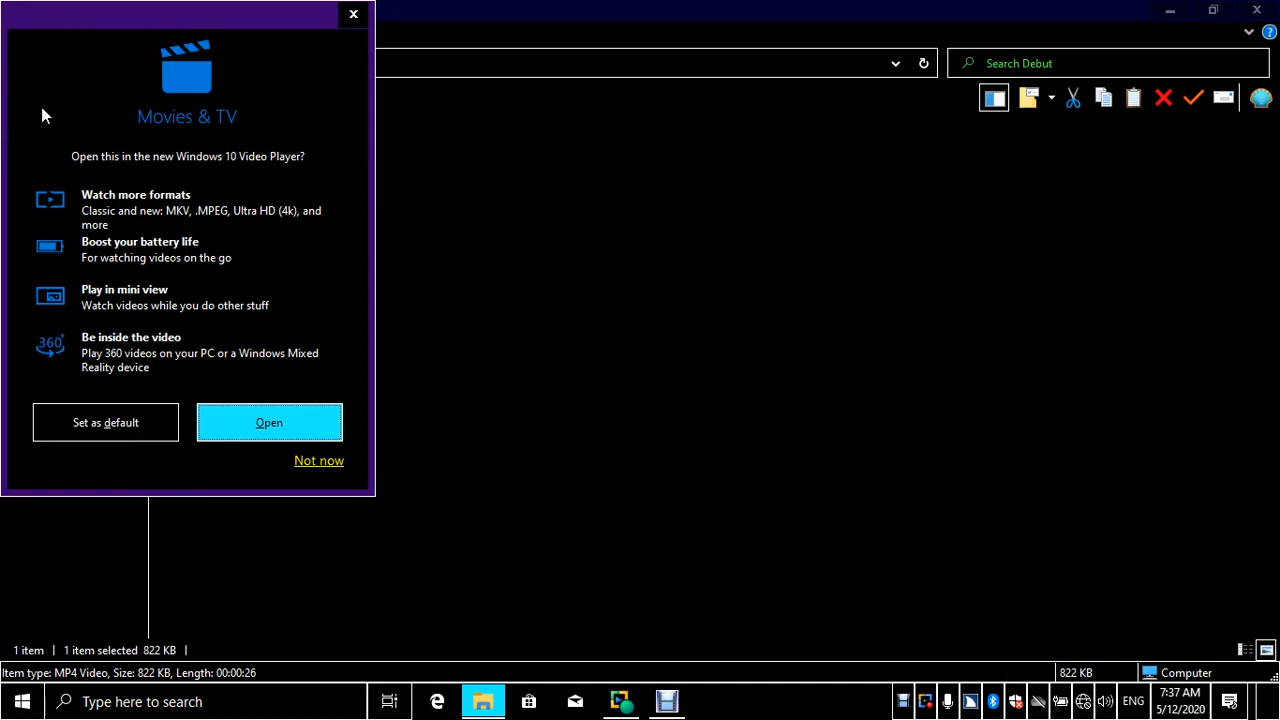 Search Debut
Movies & TV
Open this in the new Windows 10 Video Player?
Watch more formats
Classic and new: MKV, .MPEG, Ultra HD (4k), and
more
Boost your battery life
For watching videos on the go
Play in mini view
Watch videos while you do other stuff
360°
Be inside the video
Play 360 videos on your PC or a Windows Mixed
Reality device
Set as default
Open
Not now
1 item
1 item selected 822 KB
Item type: MP4 Video, Size: 822 KB, Length: 00:00:26
822 KB
Computer
Type here to search
ENG
7:37 AM
5/12/2020